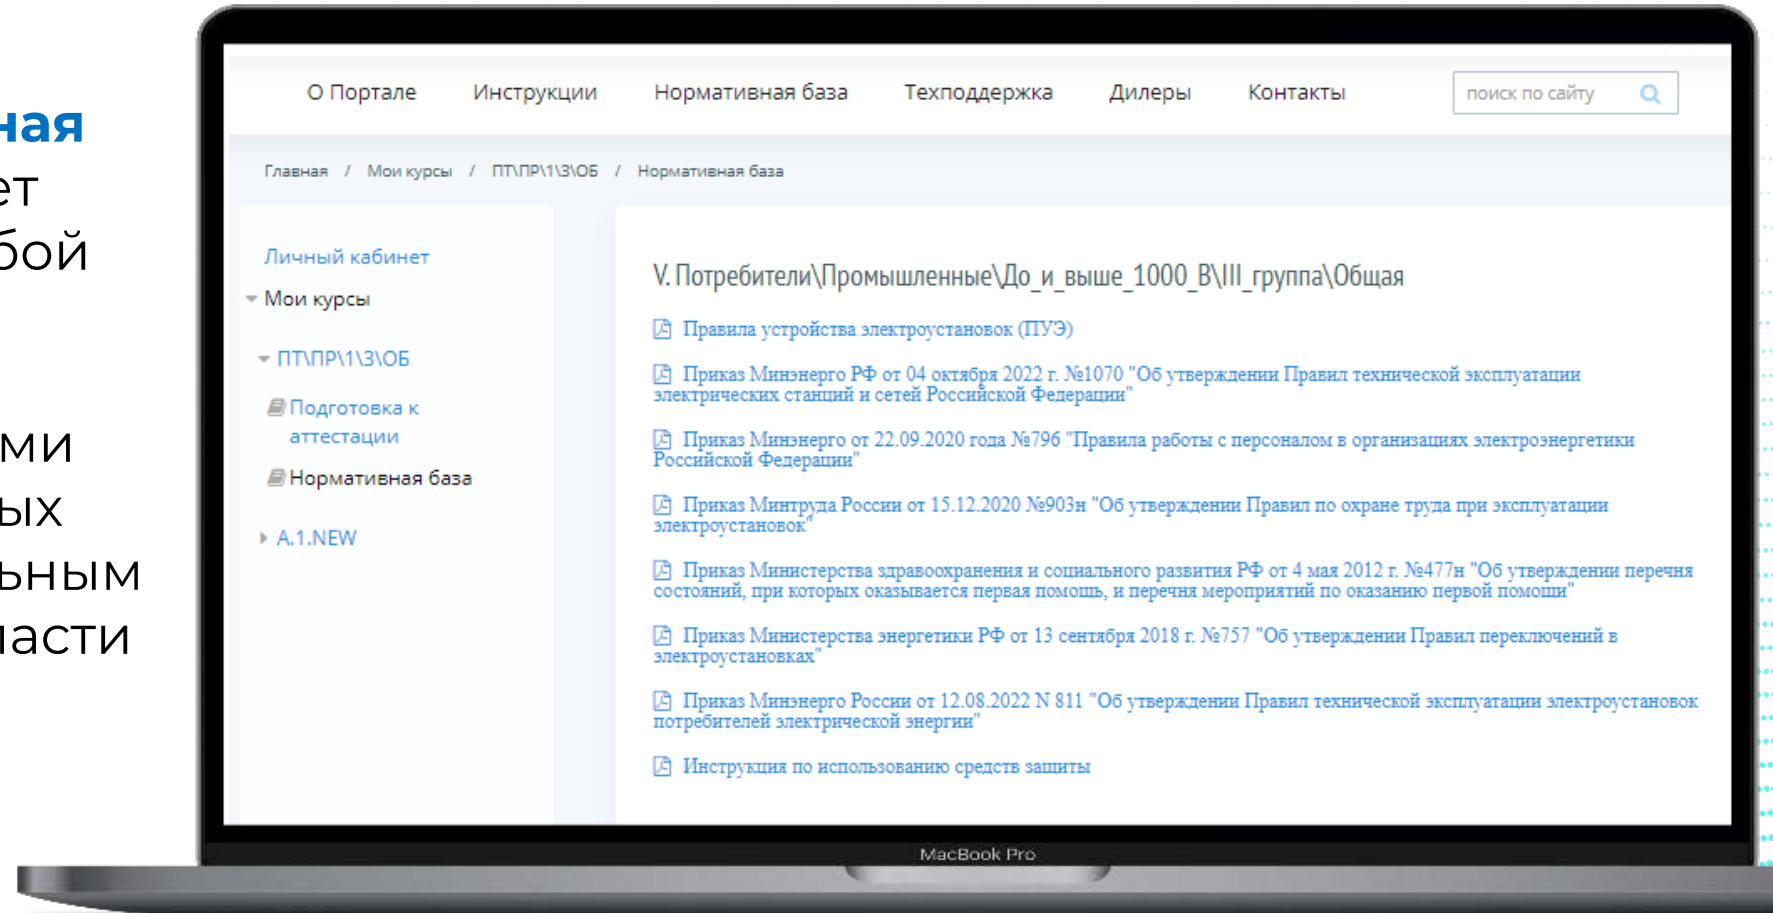 О Портале Инструкции Нормативная база Техподдержка Дилеры Контакты поиск по сайту
Главная / Мои курсы / ПТ\ПР\1\3\ОБ / Нормативная база
ная
ет
бой
ми
ых
ьным
ласти
Личный кабинет
Мои курсы
ПТ\ПР\1\3\ОБ
Подготовка к
аттестации
Нормативная база
А.1.NEW
V. Потребители\Промышленные\До_и_выше_1000_В\III_группа\Общая
Правила устройства электроустановок (ПУЭ)
Приказ Минэнерго РФ от 04 октября 2022 г. №1070 "Об утверждении Правил технической эксплуатации
электрических станций и сетей Российской Федерации"
Приказ Минэнерго от 22.09.2020 года №796 "Правила работы с персоналом в организациях электроэнергетики
Российской Федерации"
Приказ Минтруда России от 15.12.2020 №903н "Об утверждении Правил по охране труда при эксплуатации
электроустановок"
Приказ Министерства здравоохранения и социального развития РФ от 4 мая 2012 г. №477н "Об утверждении перечня
состояний, при которых оказывается первая помощь, и перечня мероприятий по оказанию первой помощи"
Приказ Министерства энергетики РФ от 13 сентября 2018 г. №757 "Об утверждении Правил переключений в
электроустановках"
Приказ Минэнерго России от 12.08.2022 N 811 "Об утверждении Правил технической эксплуатации электроустановок
потребителей электрической энергии"
Инструкция по использованию средств защиты
MacBook Pro